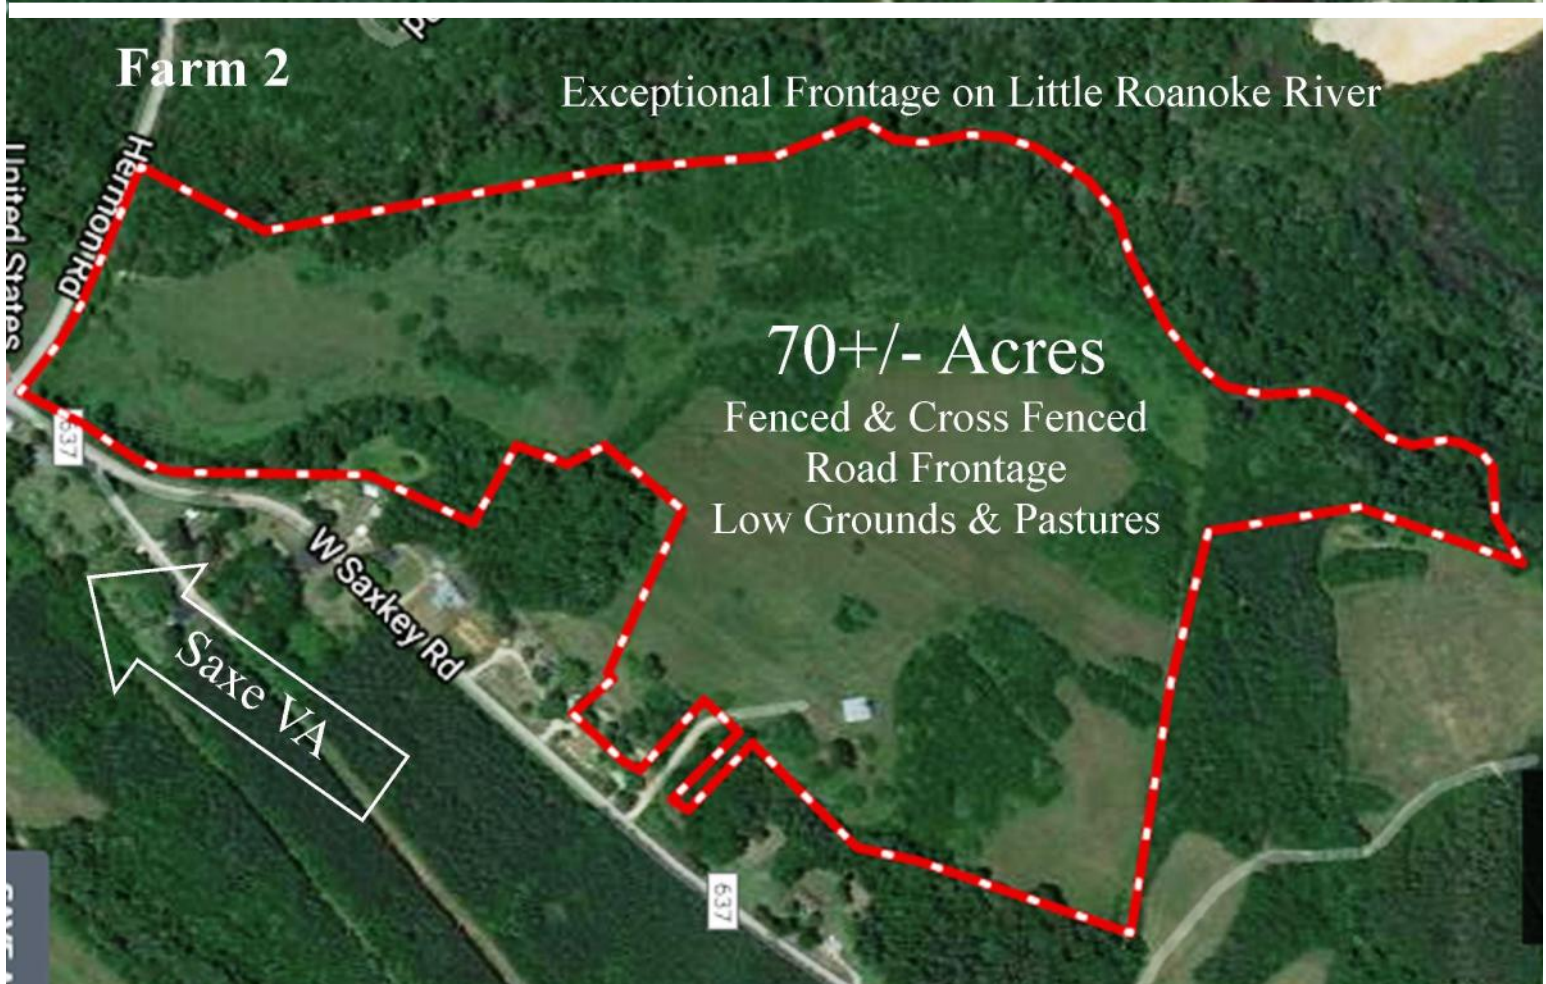 Farm 2
Exceptional Frontage on Little Roanoke River
Hermon Rd
United States
70+/- Acres
Fenced & Cross Fenced
Road Frontage
Low Grounds & Pastures
637
W Saxkey Rd
Saxe VA
637